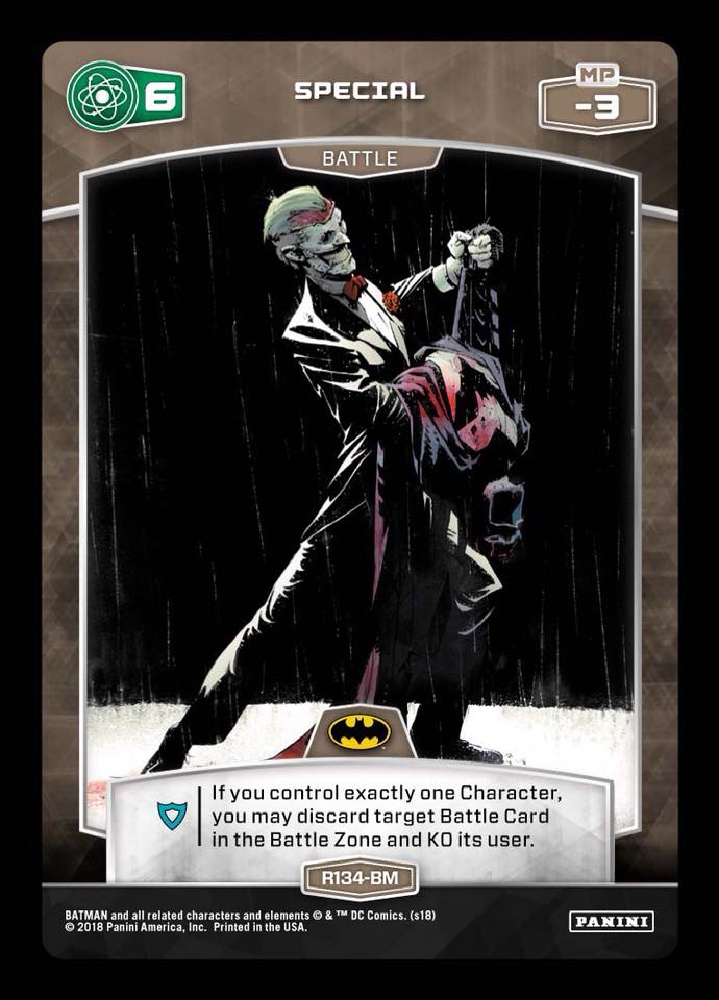 6
SPECIAL
MP
-3
BATTLE
If you control exactly one Character,
you may discard target Battle Card
in the Battle Zone and KO its user.
R134-BM
BATMAN and all related characters and elements © & ™ DC Comics. (s18)
© 2018 Panini America, Inc. Printed in the USA.
PANINI